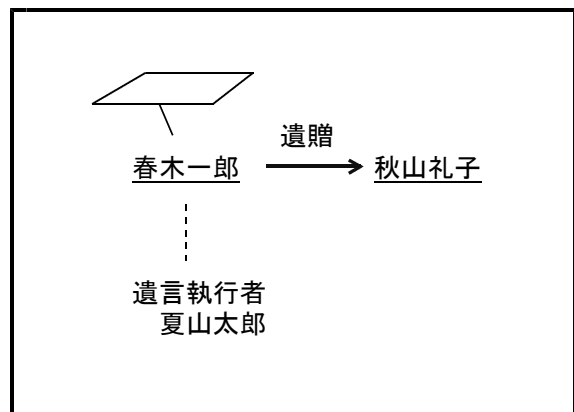 遺贈
春木一郎
秋山礼子
遺言執行者
夏山太郎